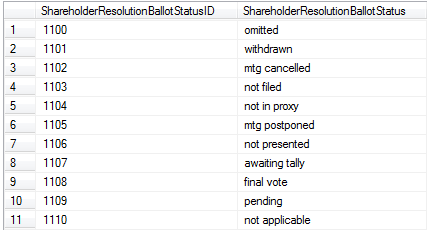 ShareholderResolutionBallotStatusID ShareholderResolutionBallotStatus
1 1100 omitted
2 1101 withdrawn
3 1102 mtg cancelled
4 1103 not filed
5 1104 not in proxy
6 1105 mtg postponed
7 1106 not presented
8 1107 awaiting tally
9 1108 final vote
10 1109 pending
11 1110 not applicable